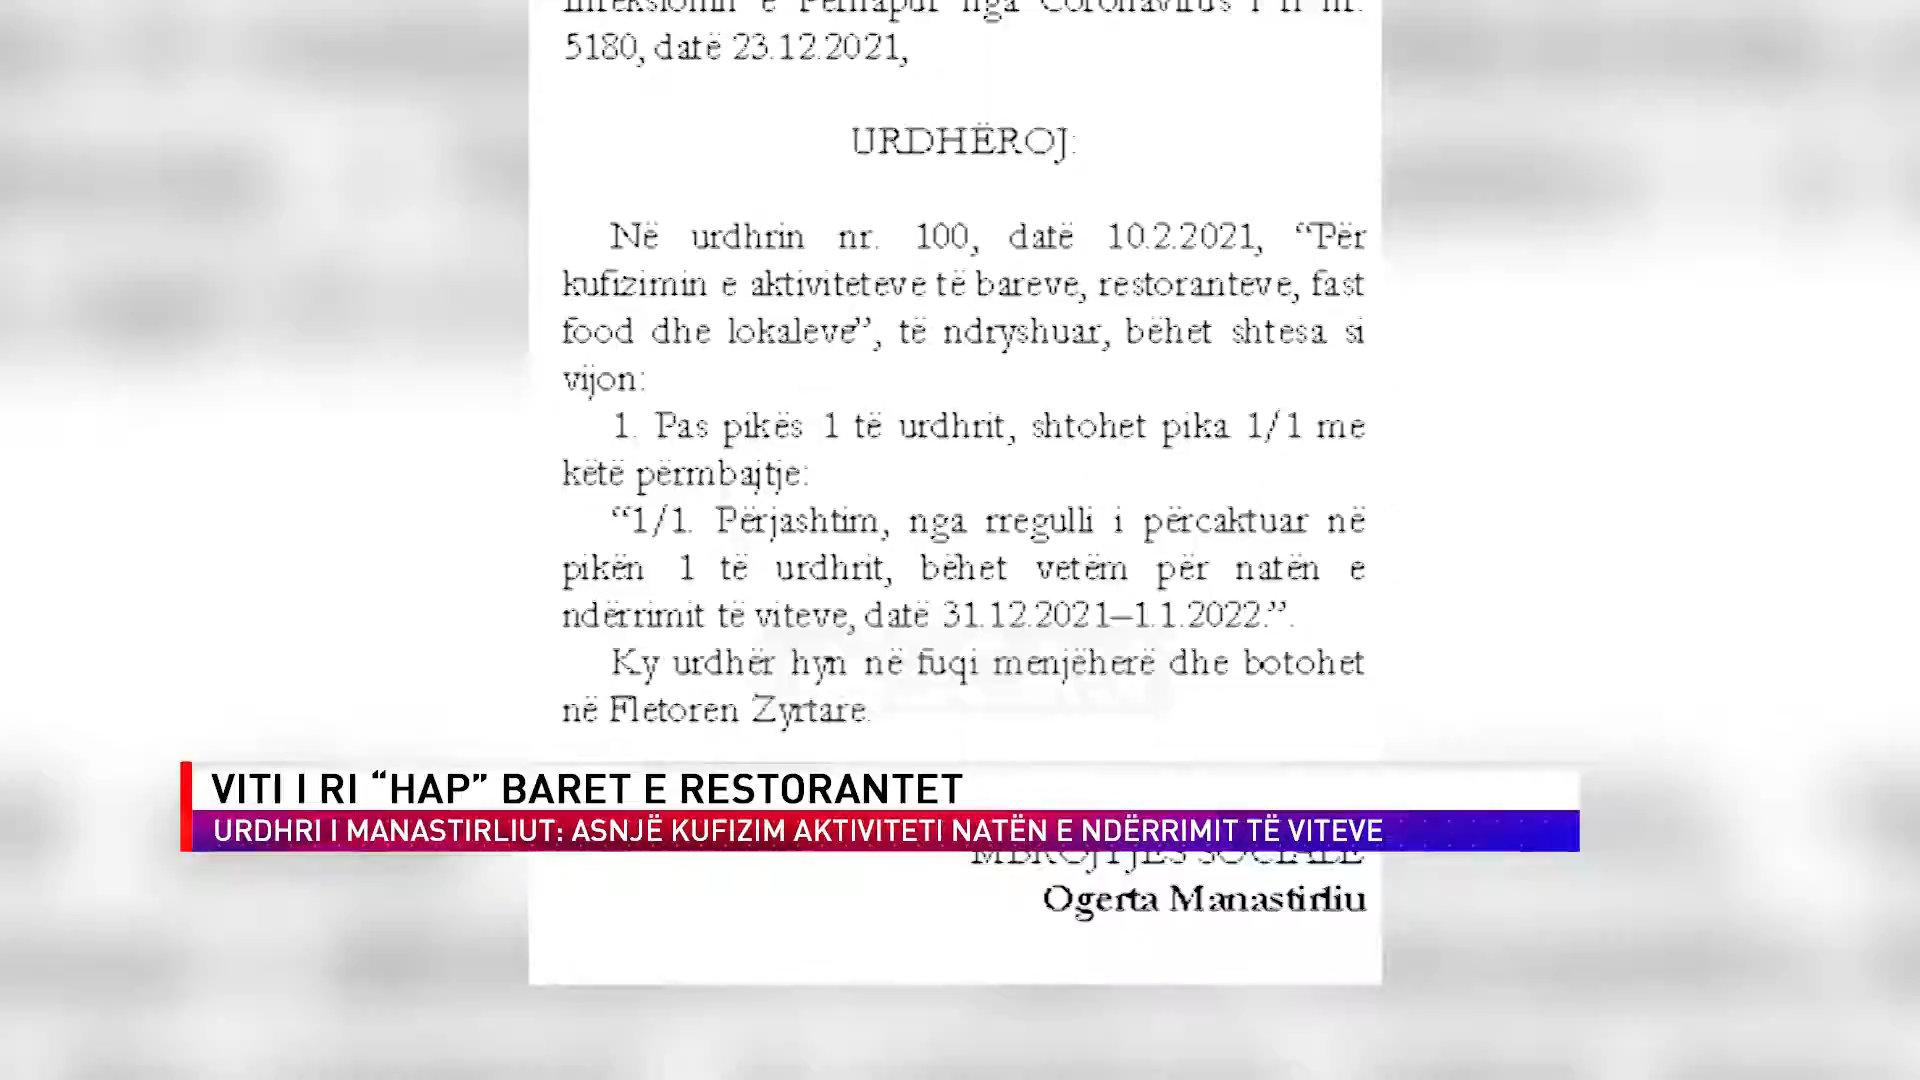 5180, datë 23.12.2021,
URDHËROJ:
Në urdhrin nr. 100, datë 10.2.2021, “Për
kufizimin e aktiviteteve të bareve, restoranteve, fast
food dhe lokaleve”, të ndryshuar, bëhet shtesa si
vijon:
1. Pas pikës 1 të urdhrit, shtohet pika 1/1 me
këtë përmbajtje:
“1/1. Përjashtim, nga rregulli i përcaktuar në
pikën 1 të urdhrit, bëhet vetëm për natën e
ndërrimit të viteve, datë 31.12.2021–1.1.2022.”.
Ky urdhër hyn në fuqi menjëherë dhe botohet
në Fletoren Zyrtare.
VITI I RI “HAP” BARET E RESTORANTET
URDHRI I MANASTIRLIUT: ASNJË KUFIZIM AKTIVITETI NATËN E NDËRRIMIT TË VITEVE
MBROJTJES SOCIALE
Ogerta Manastirliu